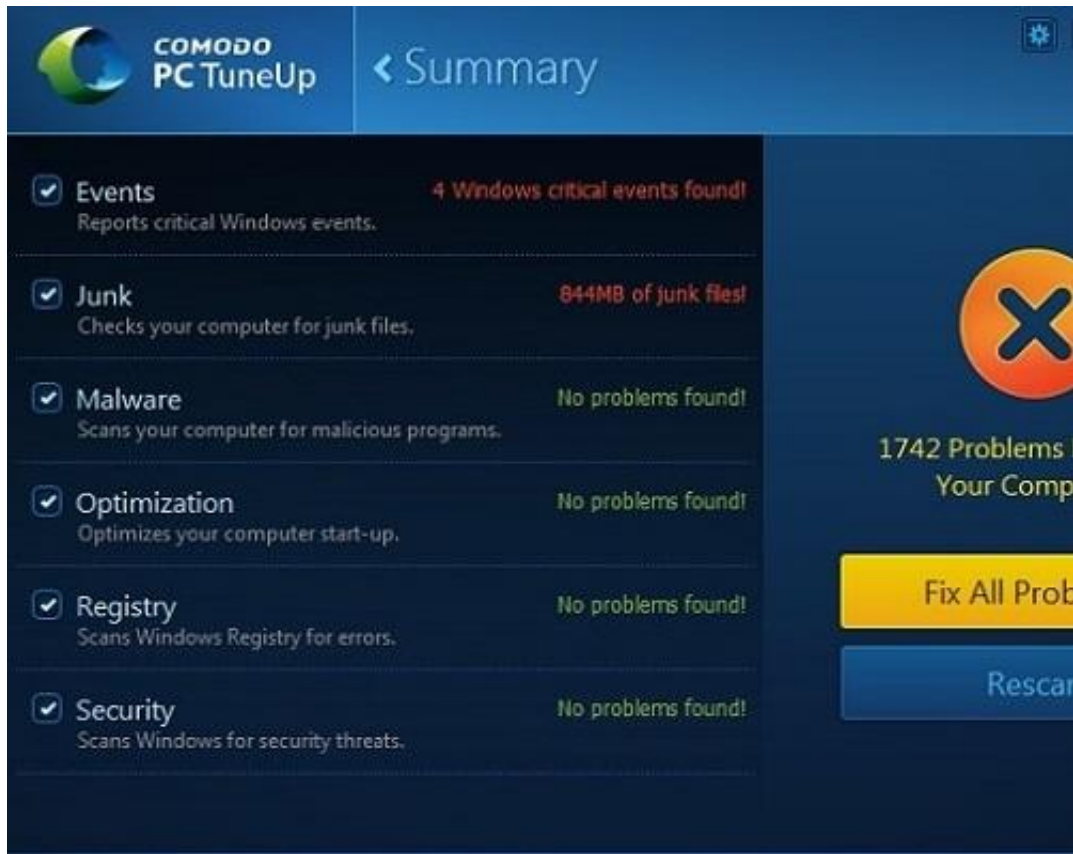 COMODO
PC TuneUp
Summary
Events
4 Windows critical events found!
Reports critical Windows events.
Junk
844MB of junk files!
Checks your computer for junk files.
Malware
No problems found!
Scans your computer for malicious programs.
Optimization
No problems found!
Optimizes your computer start-up.
Registry
No problems found!
Scans Windows Registry for errors.
Security
No problems found!
Scans Windows for security threats.
1742 Problems
Your Comp
Fix All Prob
Rescan